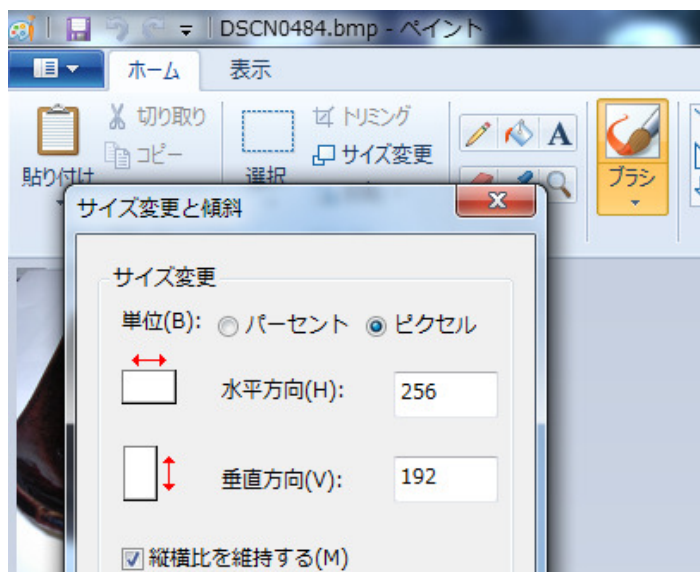 DSCN0484.bmp - ペイント
ホーム 表示
切り取り
コピー
貼り付け
選択
トリミング
サイズ変更
A
ブラシ
サイズ変更と傾斜
サイズ変更
単位(B): パーセント ピクセル
水平方向(H): 256
垂直方向(V): 192
縦横比を維持する(M)